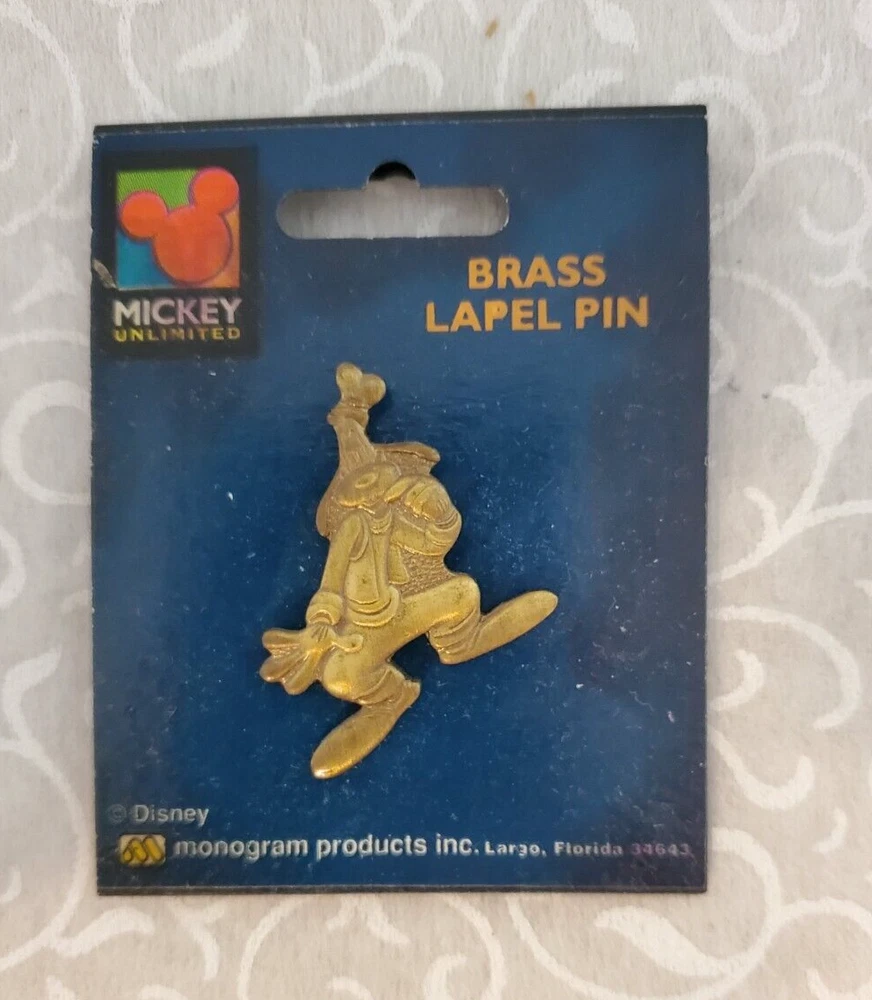 MICKEY
UNLIMITED
BRASS
LAPEL PIN
© Disney
monogram products inc. Largo, Florida 34643